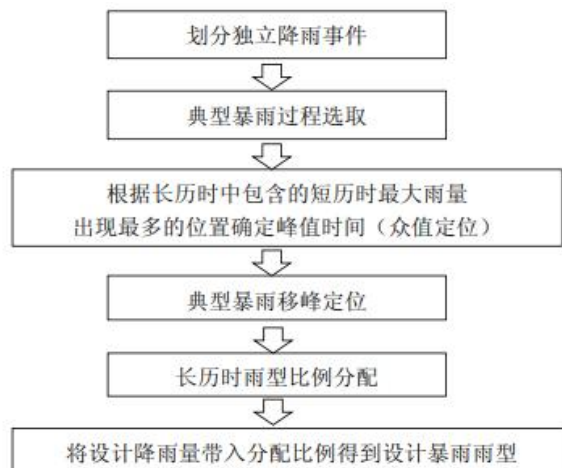 划分独立降雨事件
典型暴雨过程选取
根据长历时中包含的短历时最大雨量
出现最多的位置确定峰值时间（众值定位）
典型暴雨移峰定位
长历时雨型比例分配
将设计降雨量带入分配比例得到设计暴雨雨型